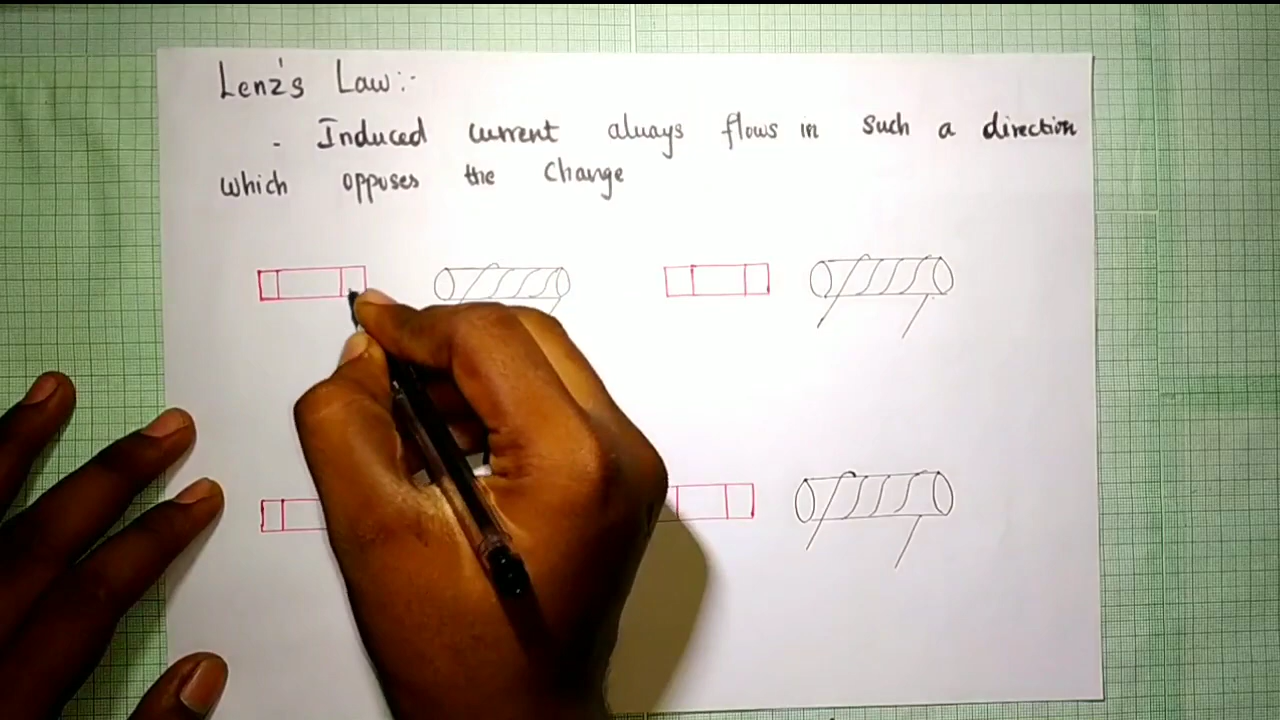 Lenz's Law:-
- Induced current always flows in such a direction
which opposes the change